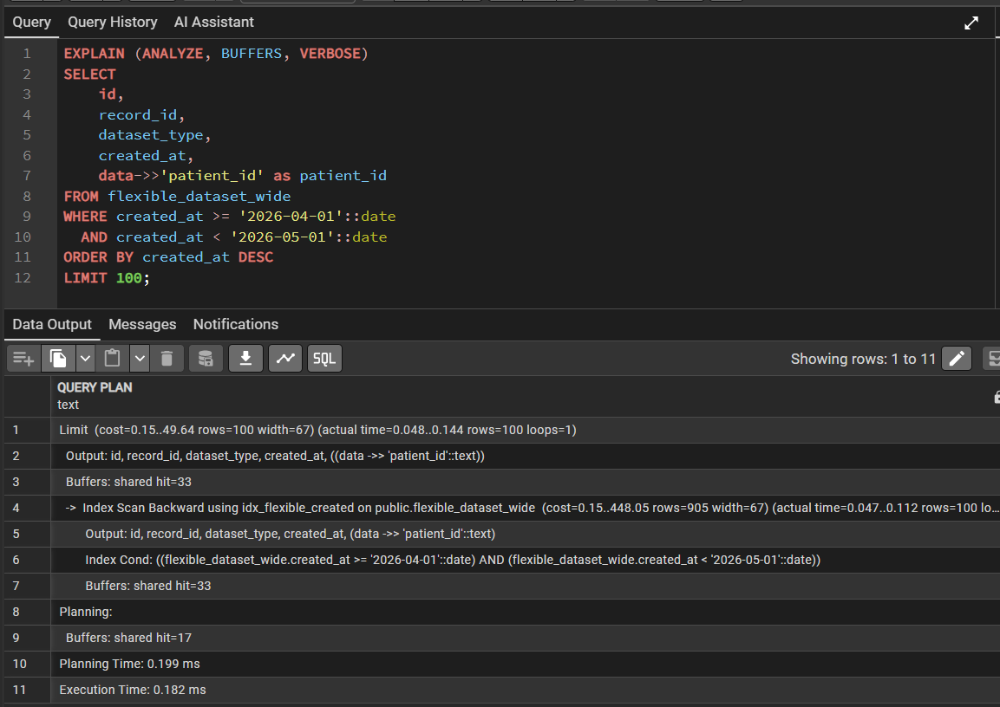 Query Query History AI Assistant
1 EXPLAIN (ANALYZE, BUFFERS, VERBOSE)
2 SELECT
3 id,
4 record_id,
5 dataset_type,
6 created_at,
7 data->>'patient_id' as patient_id
8 FROM flexible_dataset_wide
9 WHERE created_at >= '2026-04-01'::date
10 AND created_at < '2026-05-01'::date
11 ORDER BY created_at DESC
12 LIMIT 100;
Data Output Messages Notifications
SQL Showing rows: 1 to 11
QUERY PLAN
text
1 Limit (cost=0.15..49.64 rows=100 width=67) (actual time=0.048..0.144 rows=100 loops=1)
2 Output: id, record_id, dataset_type, created_at, ((data ->> 'patient_id'::text))
3 Buffers: shared hit=33
4 -> Index Scan Backward using idx_flexible_created on public.flexible_dataset_wide (cost=0.15..448.05 rows=905 width=67) (actual time=0.047..0.112 rows=100 lo...
5 Output: id, record_id, dataset_type, created_at, (data ->> 'patient_id'::text)
6 Index Cond: ((flexible_dataset_wide.created_at >= '2026-04-01'::date) AND (flexible_dataset_wide.created_at < '2026-05-01'::date))
7 Buffers: shared hit=33
8 Planning:
9 Buffers: shared hit=17
10 Planning Time: 0.199 ms
11 Execution Time: 0.182 ms